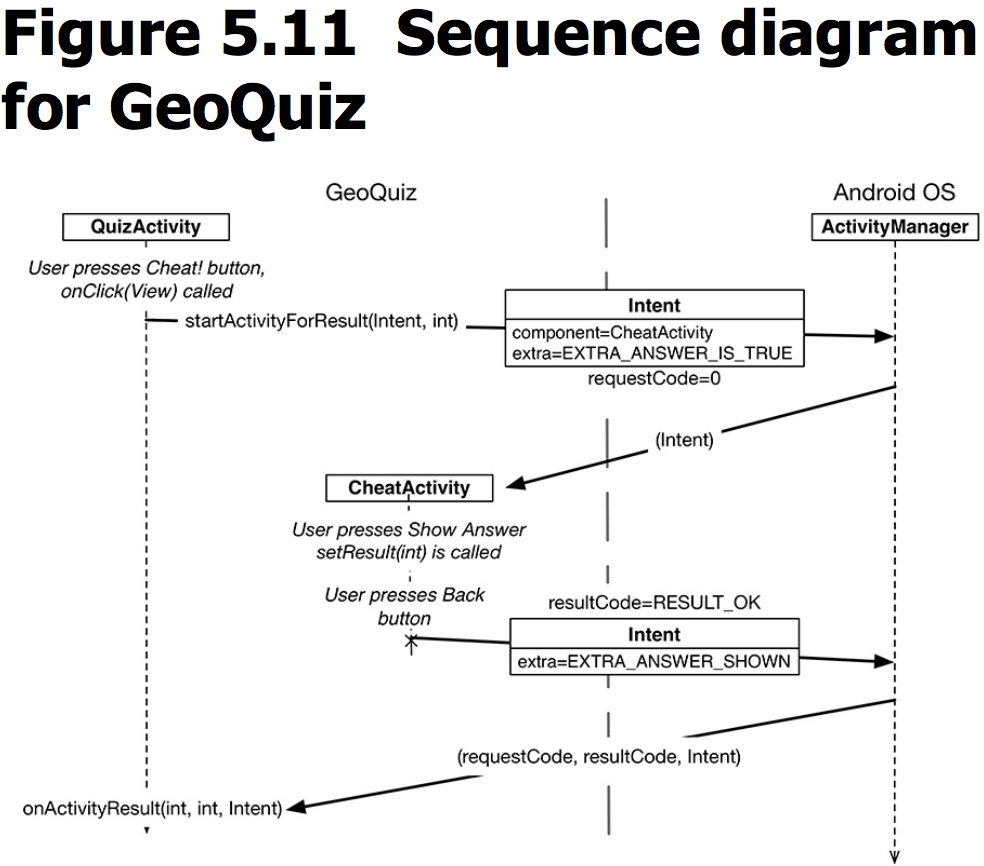 Figure 5.11 Sequence diagram
for GeoQuiz
GeoQuiz
Android OS
QuizActivity
ActivityManager
User presses Cheat! button,
onClick(View) called
startActivityForResult(Intent, int)
Intent
component=CheatActivity
extra=EXTRA_ANSWER_IS_TRUE
requestCode=0
(Intent)
CheatActivity
User presses Show Answer
setResult(int) is called
User presses Back
button
resultCode=RESULT_OK
Intent
extra=EXTRA_ANSWER_SHOWN
(requestCode, resultCode, Intent)
onActivityResult(int, int, Intent)